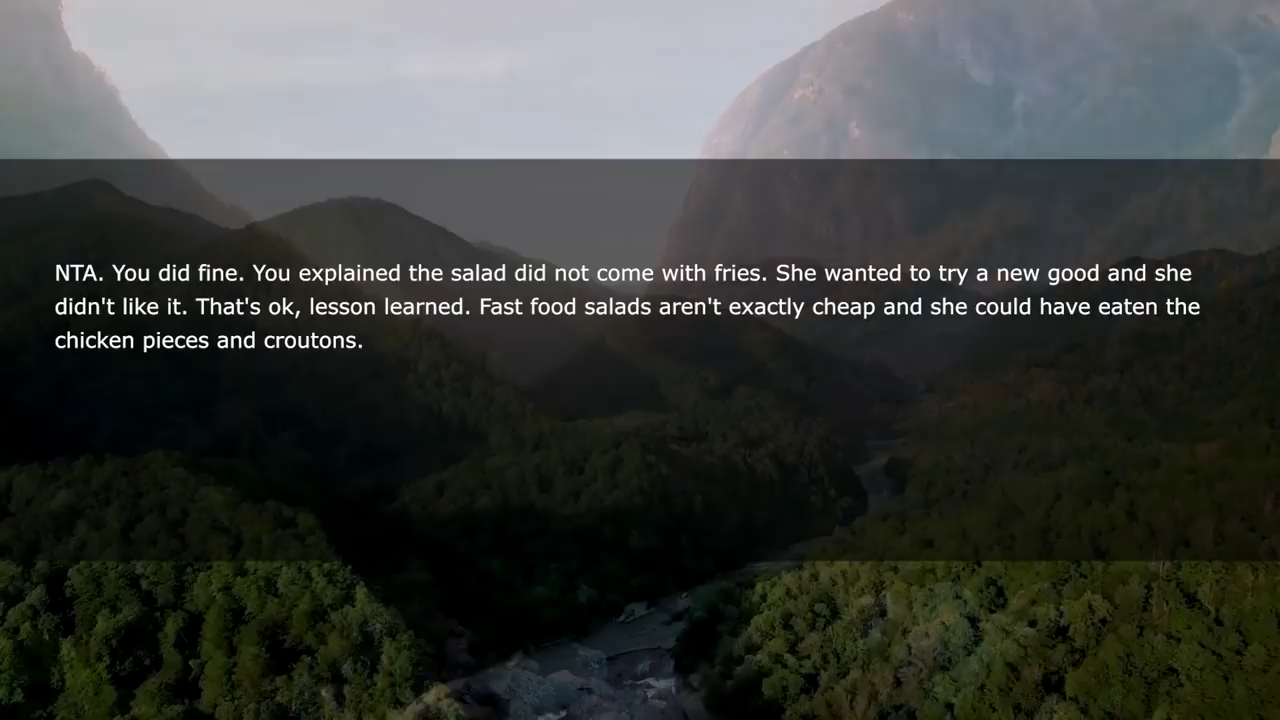 NTA. You did fine. You explained the salad did not come with fries. She wanted to try a new good and she
didn't like it. That's ok, lesson learned. Fast food salads aren't exactly cheap and she could have eaten the
chicken pieces and croutons.